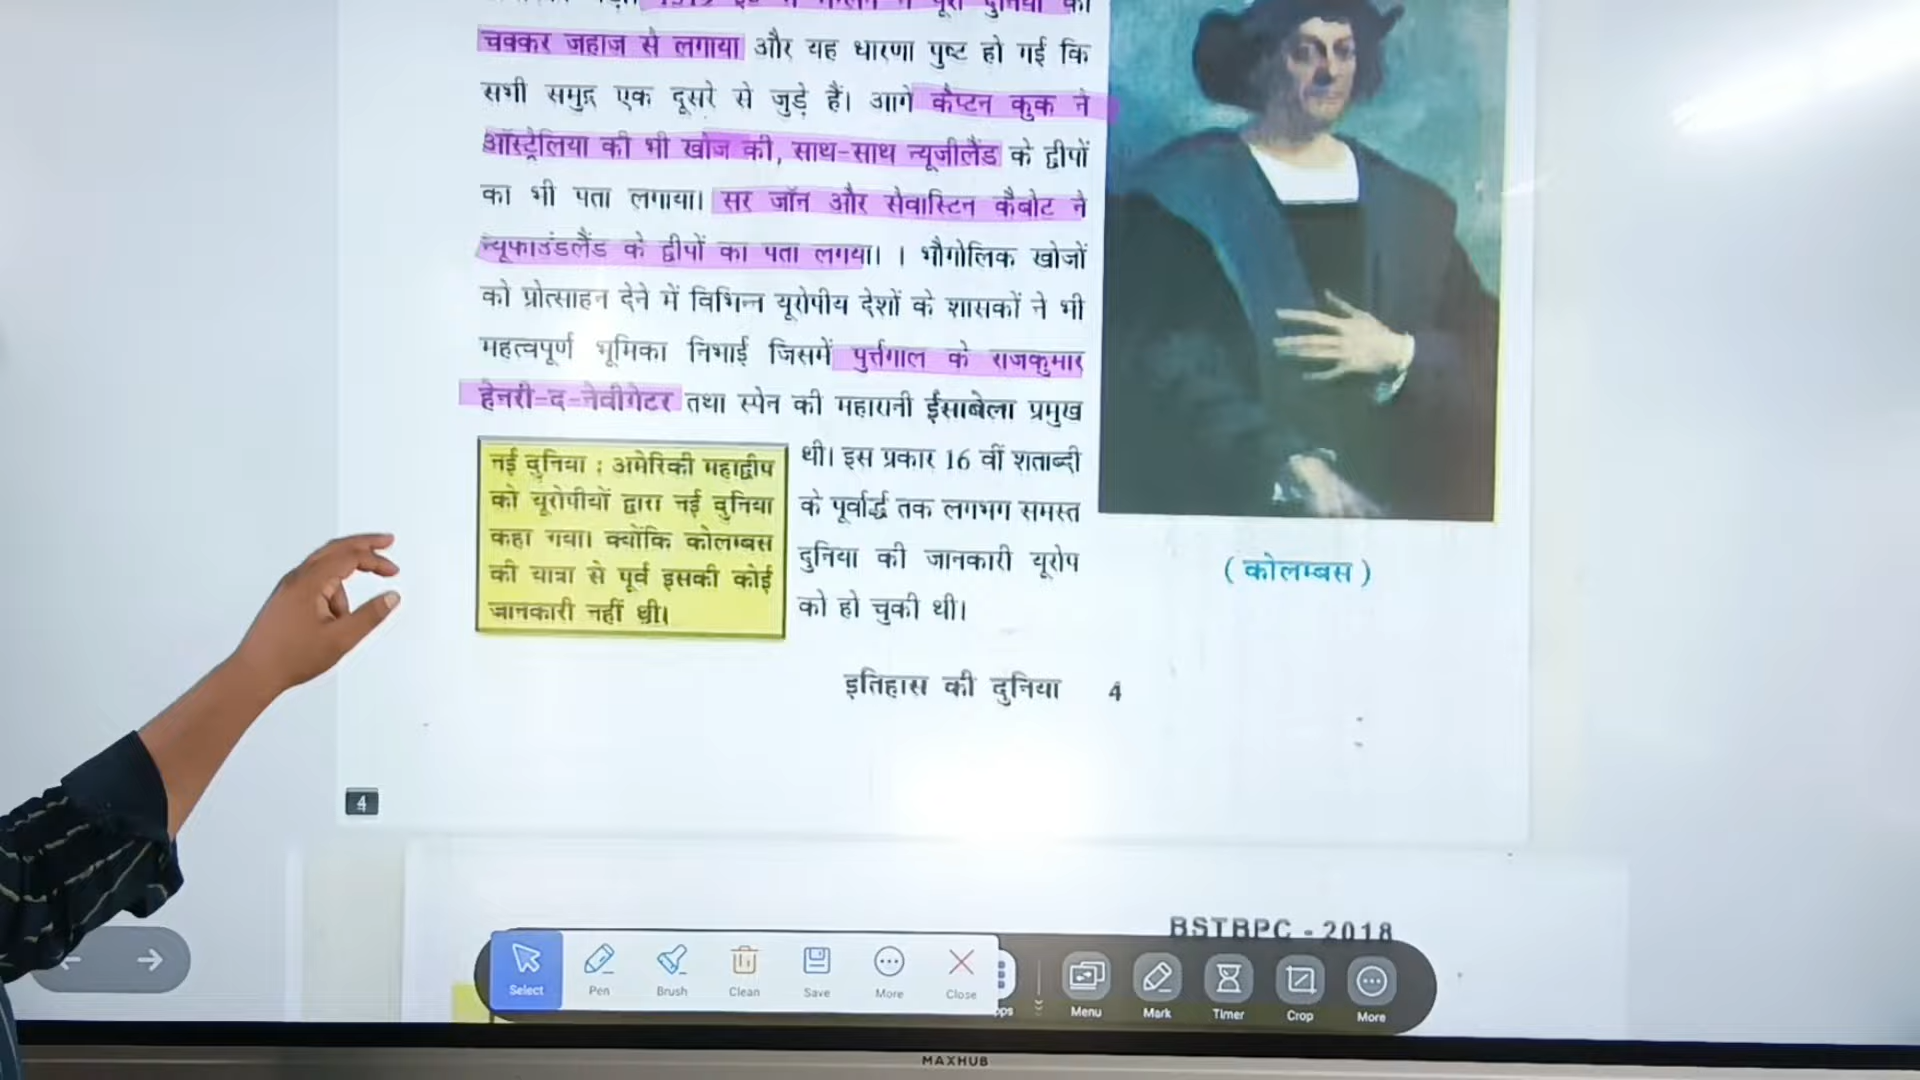 चक्कर जहाज से लगाया और यह धारणा पुष्ट हो गई कि
सभी समुद्र एक दूसरे से जुड़े हैं। आगे कैप्टन कुक ने
ऑस्ट्रेलिया की भी खोज की, साथ-साथ न्यूजीलैंड के द्वीपों
का भी पता लगाया। सर जॉन और सेवास्टिन कैबोट ने
न्यूफाउंडलैंड के द्वीपों का पता लगया। । भौगोलिक खोजों
को प्रोत्साहन देने में विभिन्न यूरोपीय देशों के शासकों ने भी
महत्वपूर्ण भूमिका निभाई जिसमें पुर्त्तगाल के राजकुमार
हेनरी-द-नेवीगेटर तथा स्पेन की महारानी ईसाबेला प्रमुख
थी। इस प्रकार 16 वीं शताब्दी
के पूर्वार्द्ध तक लगभग समस्त
दुनिया की जानकारी यूरोप
को हो चुकी थी।
नई दुनिया : अमेरिकी महाद्वीप
को यूरोपीयों द्वारा नई दुनिया
कहा गया। क्योंकि कोलम्बस
की यात्रा से पूर्व इसकी कोई
जानकारी नहीं थी।
( कोलम्बस )
इतिहास की दुनिया 4
4
BSTBPC - 2018
Select
Pen
Brush
Clean
Save
More
Close
Menu
Mark
Timer
Crop
More
MAXHUB